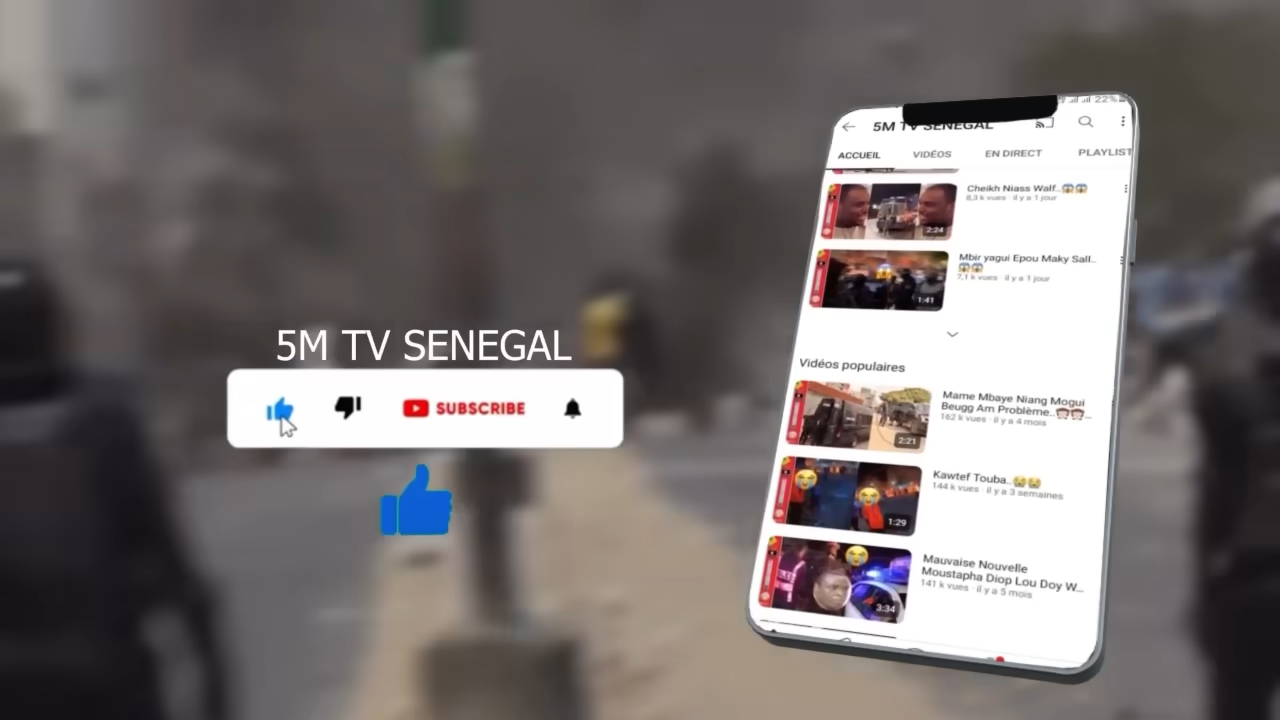 5M TV SENEGAL
SUBSCRIBE
22%
5M TV SENEGAL
ACCUEIL VIDÉOS EN DIRECT PLAYLIST
Cheikh Niass Walf..😱😱
8,3 k vues · il y a 1 jour
2:24
Mbir yagui Epou Maky Sall..
😱😱
7,1 k vues · il y a 1 jour
1:41
Vidéos populaires
Mame Mbaye Niang Mogui
Beugg Am Problème..
162 k vues · il y a 4 mois
2:21
Kawtef Touba..😭😭
144 k vues · il y a 3 semaines
1:29
Mauvaise Nouvelle
Moustapha Diop Lou Doy W...
141 k vues · il y a 5 mois
3:34